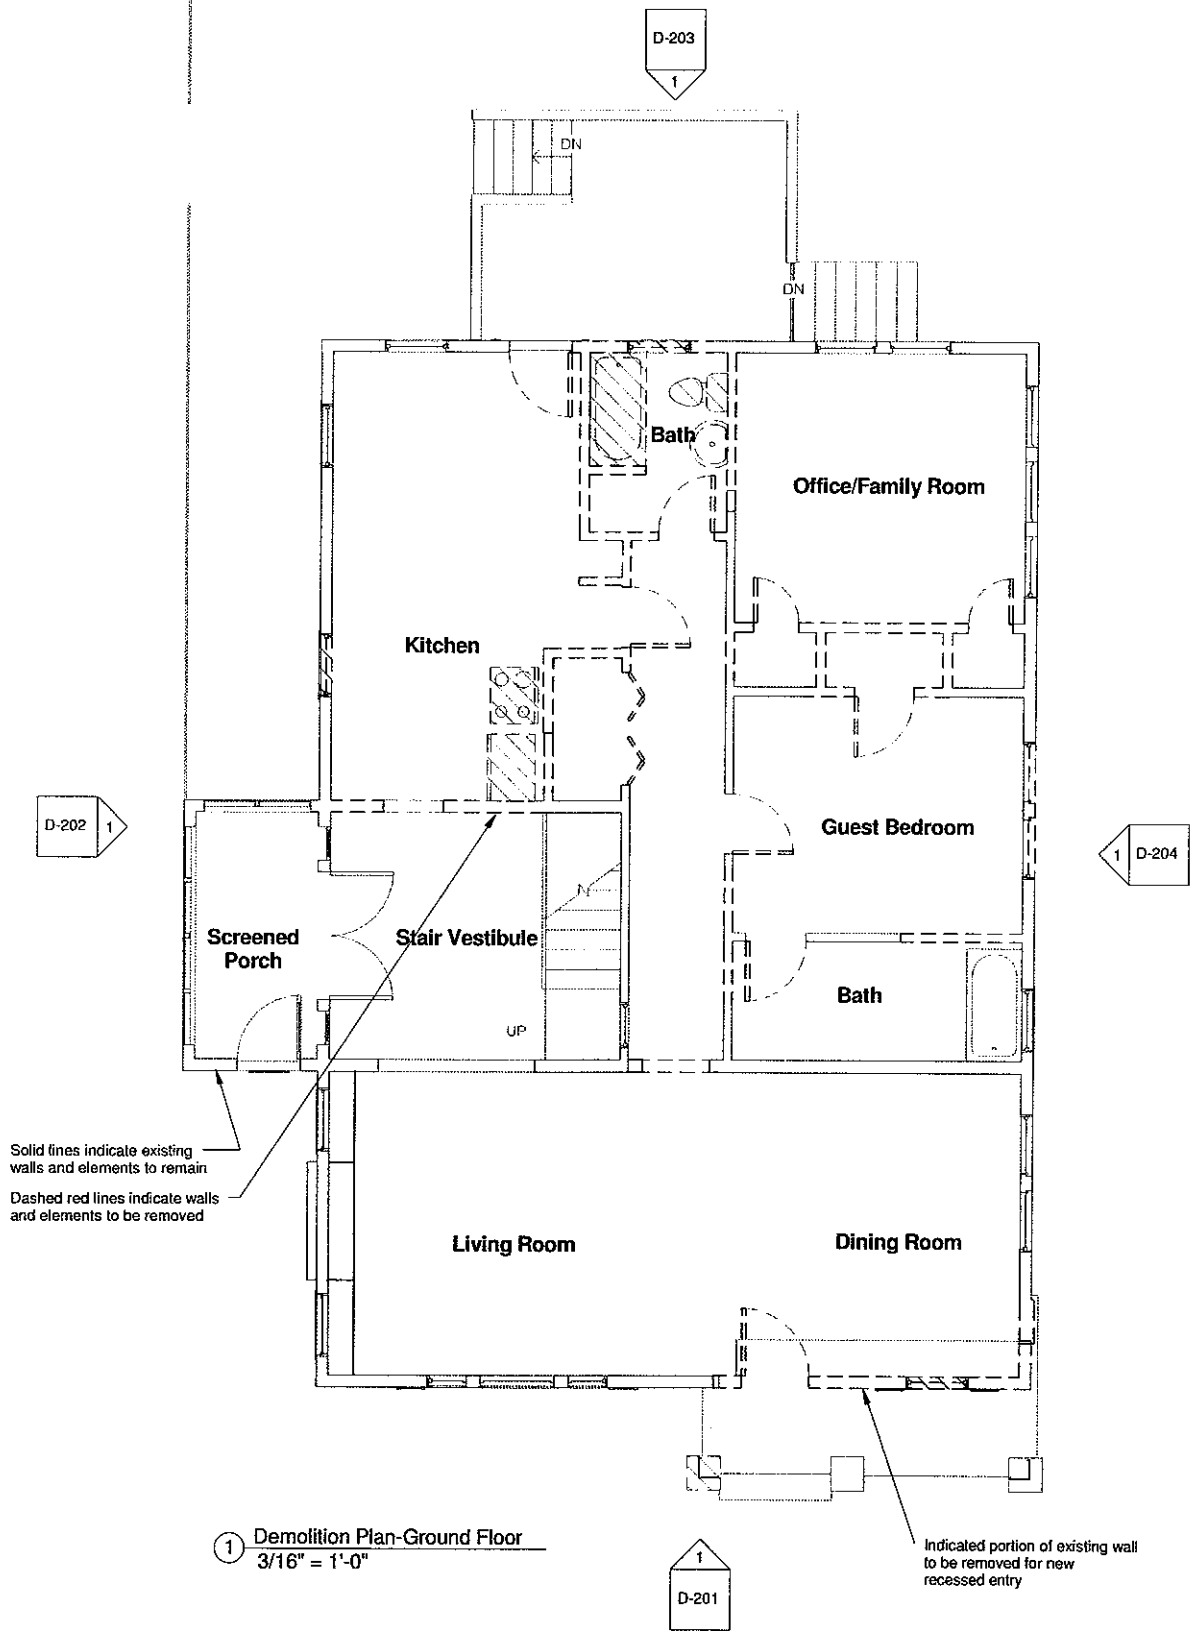 D-203
1
DN
DN
Bath
Office/Family Room
Kitchen
D-202
1
Guest Bedroom
1
D-204
Screened
Porch
Stair Vestibule
Bath
UP
Solid lines indicate existing
walls and elements to remain
Dashed red lines indicate walls
and elements to be removed
Living Room
Dining Room
1
Demolition Plan-Ground Floor
3/16" = 1'-0"
Indicated portion of existing wall
to be removed for new
recessed entry
1
D-201